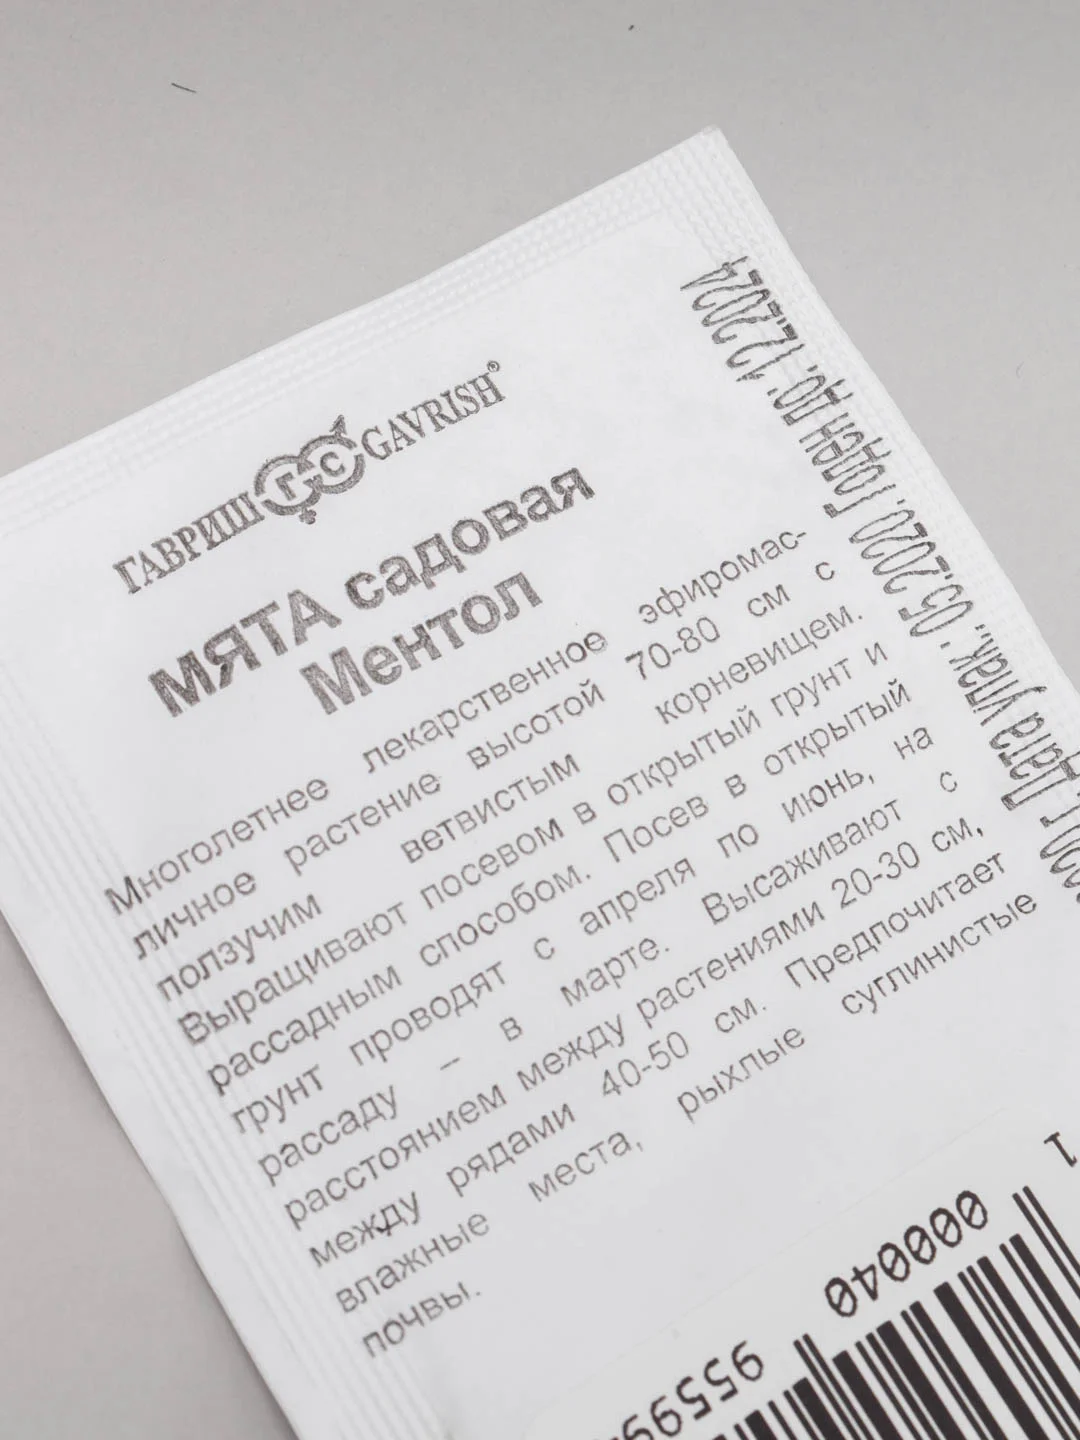 ГАВРИШ ГС GAVRISH®
МЯТА садовая
Ментол
Многолетнее лекарственное эфиромас-
личное растение высотой 70-80 см с
ползучим ветвистым корневищем.
Выращивают посевом в открытый грунт и
рассадным способом. Посев в открытый
грунт проводят с апреля по июнь, на
рассаду – в марте. Высаживают с
расстоянием между растениями 20-30 см,
между рядами 40-50 см. Предпочитает
влажные места, рыхлые суглинистые
почвы.
Дата упак.: 05.2020. Годен до: 12.2024
1
000040